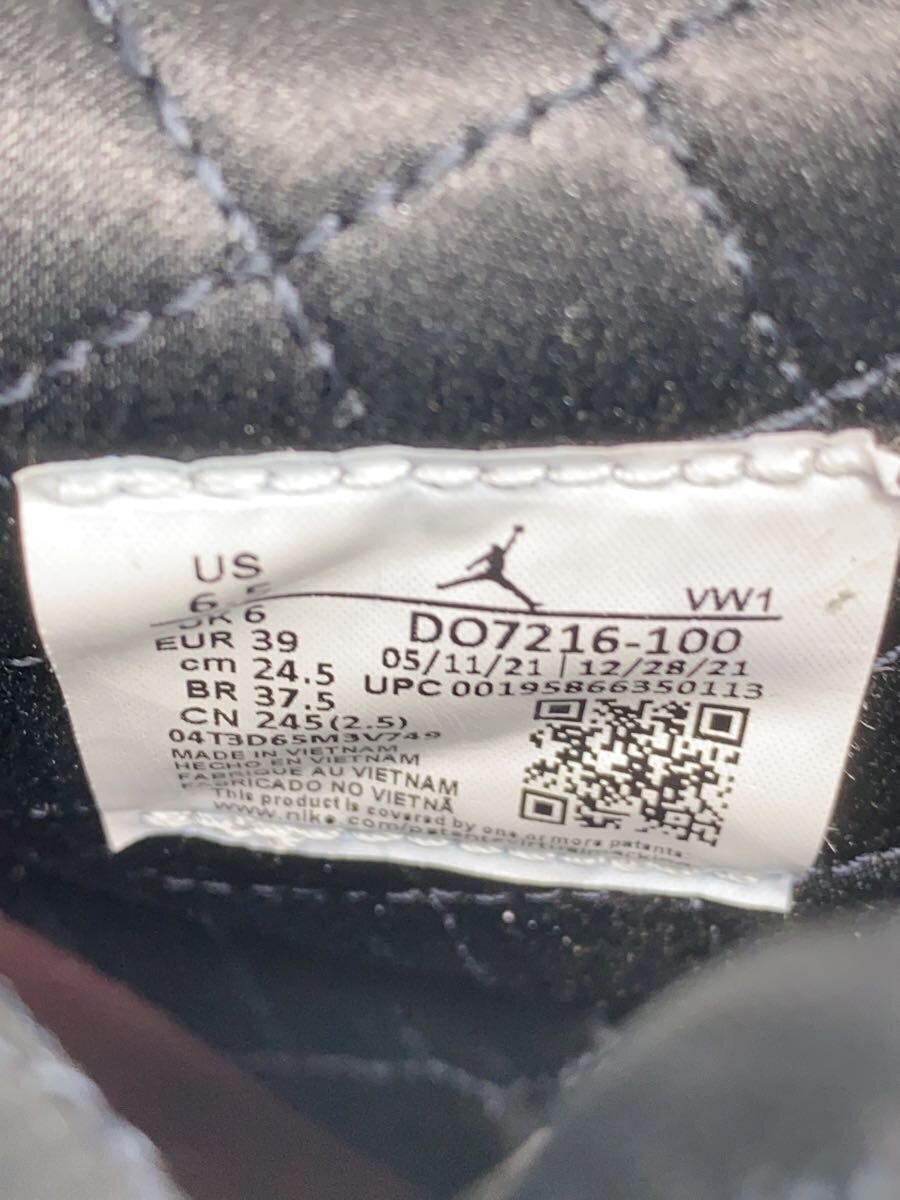 US
6.5
UK 6
EUR 39
cm 24.5
BR 37.5
CN 245(2.5)
04T3D65M3V749
MADE IN VIETNAM
HECHO EN VIETNAM
FABRIQUE AU VIETNAM
FABRICADO NO VIETNÃ
This product is covered by one or more patents:
www.nike.com/patentsvirtualmarking
VW1
DO7216-100
05/11/21 | 12/28/21
UPC 00195866350113